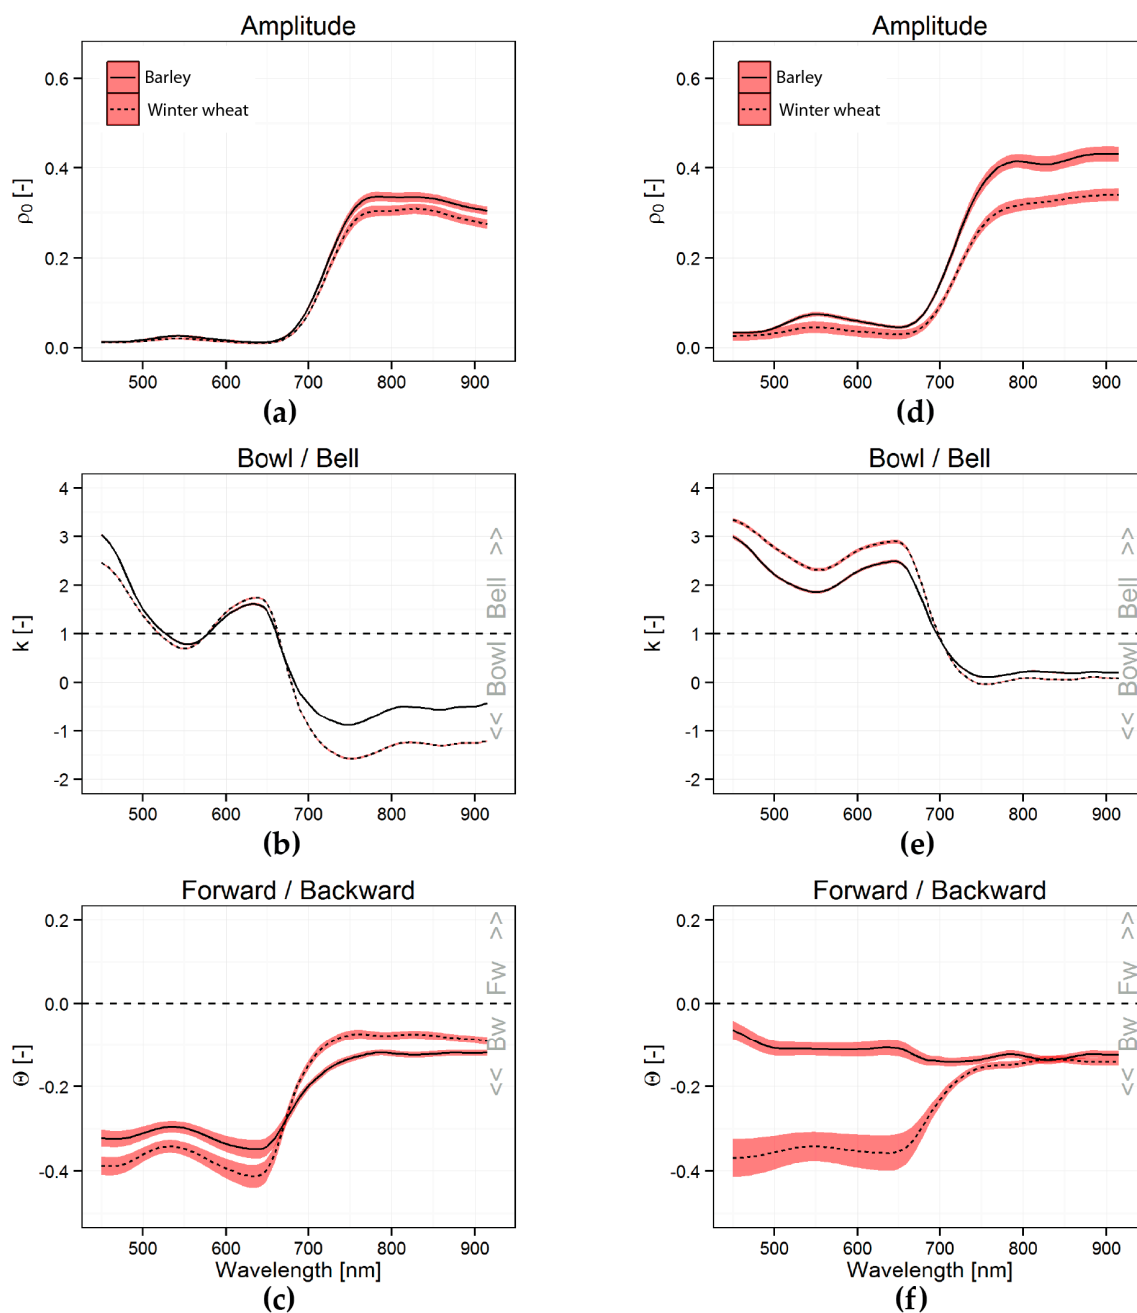 Amplitude
0.6
0.4
0.2
0.0
ρ0 [-]
Barley
Winter wheat
500 600 700 800 900
(a)
Amplitude
0.6
0.4
0.2
0.0
ρ0 [-]
Barley
Winter wheat
500 600 700 800 900
(d)
Bowl / Bell
4
3
2
1
0
-1
-2
k [-]
<< Bowl Bell >>
500 600 700 800 900
(b)
Bowl / Bell
4
3
2
1
0
-1
-2
k [-]
<< Bowl Bell >>
500 600 700 800 900
(e)
Forward / Backward
0.2
0.0
-0.2
-0.4
Θ [-]
<< Bw Fw >>
500 600 700 800 900
Wavelength [nm]
(c)
Forward / Backward
0.2
0.0
-0.2
-0.4
Θ [-]
<< Bw Fw >>
500 600 700 800 900
Wavelength [nm]
(f)